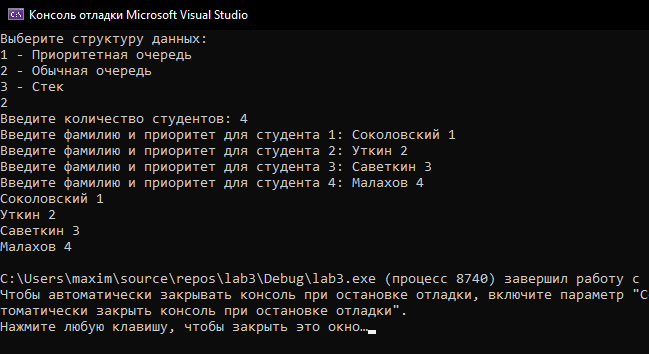 Консоль отладки Microsoft Visual Studio
Выберите структуру данных:
1 - Приоритетная очередь
2 - Обычная очередь
3 - Стек
2
Введите количество студентов: 4
Введите фамилию и приоритет для студента 1: Соколовский 1
Введите фамилию и приоритет для студента 2: Уткин 2
Введите фамилию и приоритет для студента 3: Саветкин 3
Введите фамилию и приоритет для студента 4: Малахов 4
Соколовский 1
Уткин 2
Саветкин 3
Малахов 4
C:\Users\maxim\source\repos\lab3\Debug\lab3.exe (процесс 8740) завершил работу с
Чтобы автоматически закрывать консоль при остановке отладки, включите параметр "С
томатически закрыть консоль при остановке отладки".
Нажмите любую клавишу, чтобы закрыть это окно…